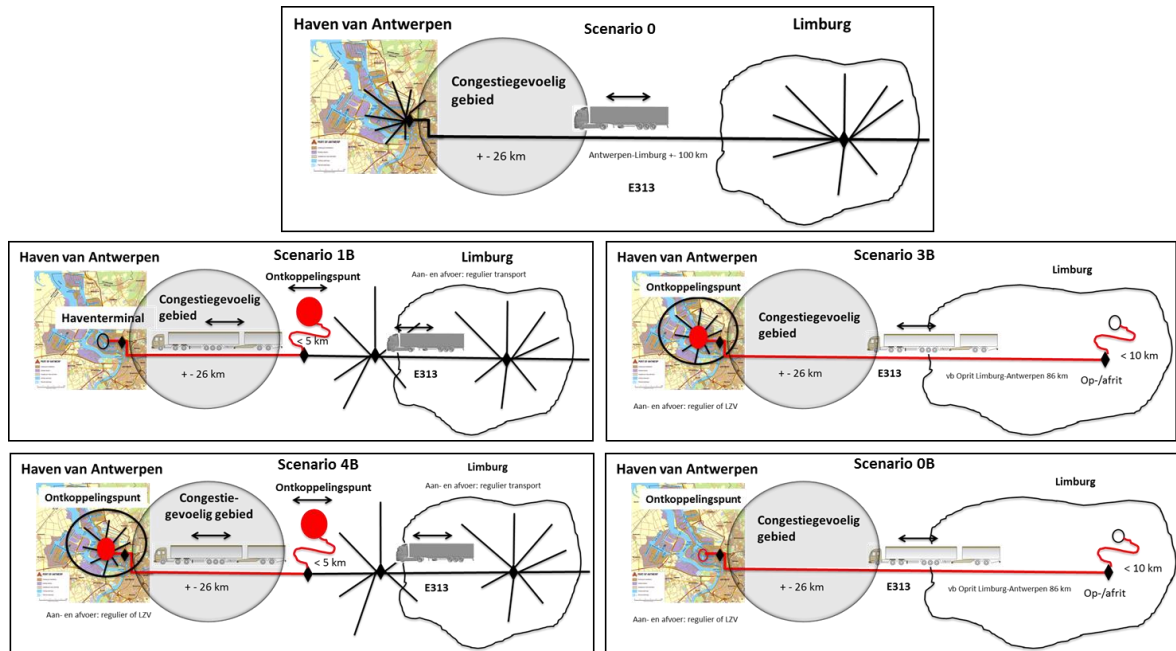 Haven van Antwerpen
Scenario 0
Limburg
Congestiegevoelig
gebied
+ - 26 km
Antwerpen-Limburg +- 100 km
E313
Haven van Antwerpen
Scenario 1B
Limburg
Ontkoppelingspunt
Aan- en afvoer: regulier transport
Congestiegevoelig
gebied
Haventerminal
< 5 km
+ - 26 km
E313
Haven van Antwerpen
Scenario 3B
Limburg
Ontkoppelingspunt
Congestiegevoelig
gebied
< 10 km
+ - 26 km
E313
vb Oprit Limburg-Antwerpen 86 km
Op-/afrit
Aan- en afvoer: regulier of LZV
Haven van Antwerpen
Scenario 4B
Limburg
Ontkoppelingspunt
Aan- en afvoer: regulier transport
Ontkoppelingspunt
Congestie-
gevoelig gebied
< 5 km
+ - 26 km
E313
Aan- en afvoer: regulier of LZV
Haven van Antwerpen
Scenario 0B
Limburg
Ontkoppelingspunt
Congestiegevoelig
gebied
< 10 km
+ - 26 km
E313
vb Oprit Limburg-Antwerpen 86 km
Op-/afrit
Aan- en afvoer: regulier of LZV